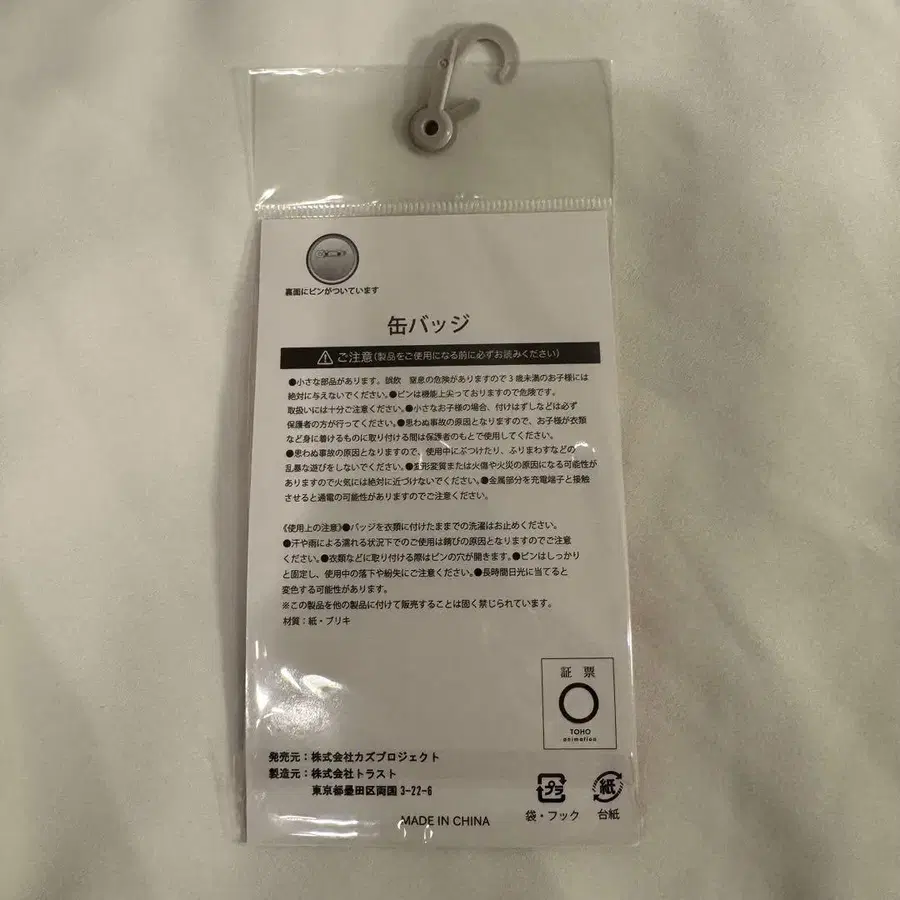 裏面にピンがついています
缶バッジ
ご注意(製品をご使用になる前に必ずお読みください)
●小さな部品があります。誤飲 窒息の危険がありますので3歳未満のお子様には
絶対に与えないでください。●ピンは機能上尖っておりますので危険です。
取扱いには十分ご注意ください。●小さなお子様の場合、付けはずしなどは必ず
保護者の方が行ってください。●思わぬ事故の原因となりますので、お子様が衣類
など身に着けるものに取り付ける間は保護者のもとで使用してください。
●思わぬ事故の原因となりますので、使用中にぶつけたり、ふりまわすなどの
乱暴な遊びをしないでください。●変形変質または火傷や火災の原因になる可能性が
ありますので火気には絶対に近づけないでください。●金属部分を充電端子と接触
させると通電の可能性がありますのでご注意ください。
《使用上の注意》●バッジを衣類に付けたままでの洗濯はお止めください。
●汗や雨による濡れる状況下でのご使用は錆びの原因となりますのでご注意
ください。●衣類などに取り付ける際はピンの穴が開きます。●ピンはしっかり
と固定し、使用中の落下や紛失にご注意ください。●長時間日光に当てると
変色する可能性があります。
※この製品を他の製品に付けて販売することは固く禁じられています。
材質:紙・ブリキ
証 票
TOHO
animation
発売元:株式会社カズプロジェクト
製造元:株式会社トラスト
東京都墨田区両国3-22-6
プラ
紙
袋・フック
台紙
MADE IN CHINA